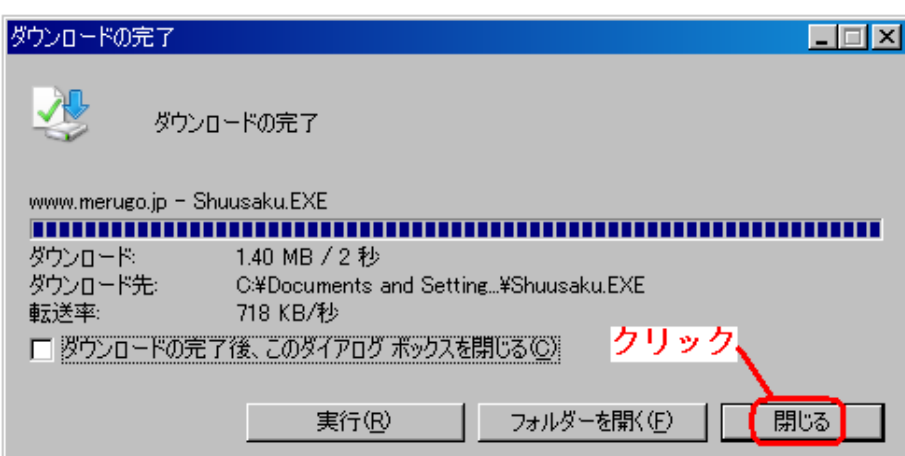 ダウンロードの完了
ダウンロードの完了
www.merugo.jp - Shuusaku.EXE
ダウンロード: 1.40 MB / 2 秒
ダウンロード先: C:¥Documents and Setting...¥Shuusaku.EXE
転送率: 718 KB/秒
ダウンロードの完了後、このダイアログ ボックスを閉じる(C)
クリック
実行(R) フォルダーを開く(F) 閉じる